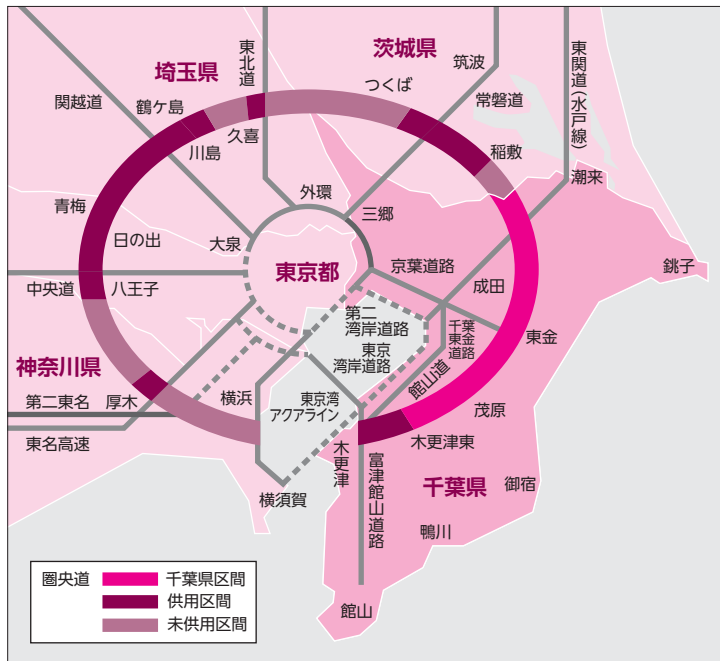 茨城県
埼玉県
東北道
筑波
東関道(水戸線)
つくば
常磐道
関越道
鶴ヶ島
久喜
川島
稲敷
潮来
外環
三郷
青梅
日の出
大泉
東京都
京葉道路
成田
銚子
中央道
八王子
第二
湾岸道路
千葉
東金
道路
東金
東京
湾岸道路
神奈川県
館山道
横浜
第二東名
厚木
東京湾
アクアライン
茂原
東名高速
木更津
木更津東
富津館山道路
千葉県
御宿
横須賀
鴨川
館山
圏央道
千葉県区間
供用区間
未供用区間